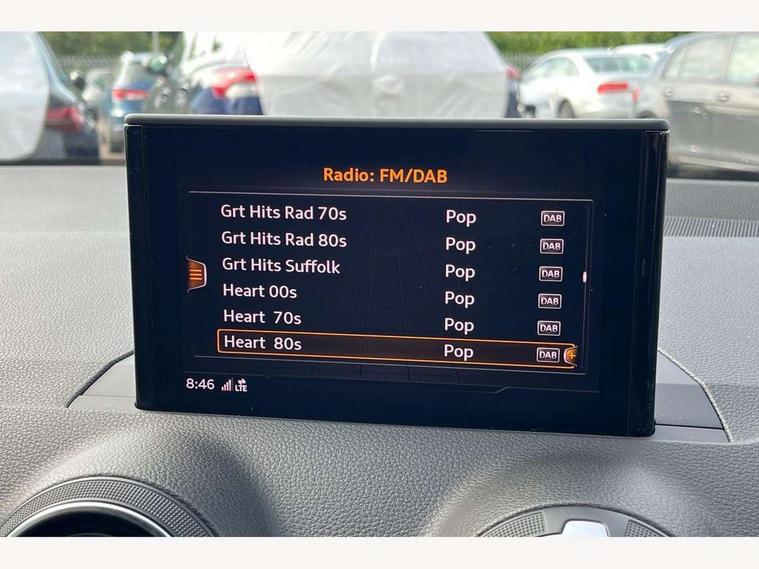 Radio: FM/DAB
Grt Hits Rad 70s Pop DAB
Grt Hits Rad 80s Pop DAB
Grt Hits Suffolk Pop DAB
Heart 00s Pop DAB
Heart 70s Pop DAB
Heart 80s Pop DAB
8:46 LTE